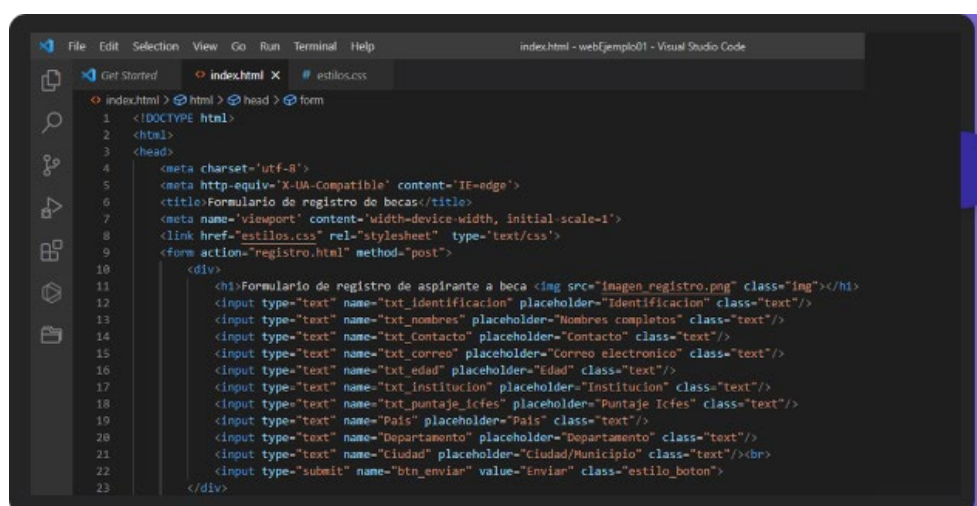 File Edit Selection View Go Run Terminal Help index.html - webEjemplo01 - Visual Studio Code
Get Started index.html # estilos.css
index.html > html > head > form
1 <!DOCTYPE html>
2 <html>
3 <head>
4 <meta charset='utf-8'>
5 <meta http-equiv='X-UA-Compatible' content='IE=edge'>
6 <title>Formulario de registro de becas</title>
7 <meta name='viewport' content='width=device-width, initial-scale=1'>
8 <link href="estilos.css" rel="stylesheet" type='text/css'>
9 <form action="registro.html" method="post">
10 <div>
11 <h1>Formulario de registro de aspirante a beca <img src="imagen_registro.png" class="img"></h1>
12 <input type="text" name="txt_identificacion" placeholder="Identificacion" class="text"/>
13 <input type="text" name="txt_nombres" placeholder="Nombres completos" class="text"/>
14 <input type="text" name="txt_Contacto" placeholder="Contacto" class="text"/>
15 <input type="text" name="txt_correo" placeholder="Correo electronico" class="text"/>
16 <input type="text" name="txt_edad" placeholder="Edad" class="text"/>
17 <input type="text" name="txt_institucion" placeholder="Institucion" class="text"/>
18 <input type="text" name="txt_puntaje_icfes" placeholder="Puntaje Icfes" class="text"/>
19 <input type="text" name="Pais" placeholder="Pais" class="text"/>
20 <input type="text" name="Departamento" placeholder="Departamento" class="text"/>
21 <input type="text" name="Ciudad" placeholder="Ciudad/Municipio" class="text"/><br>
22 <input type="submit" name="btn_enviar" value="Enviar" class="estilo_boton">
23 </div>